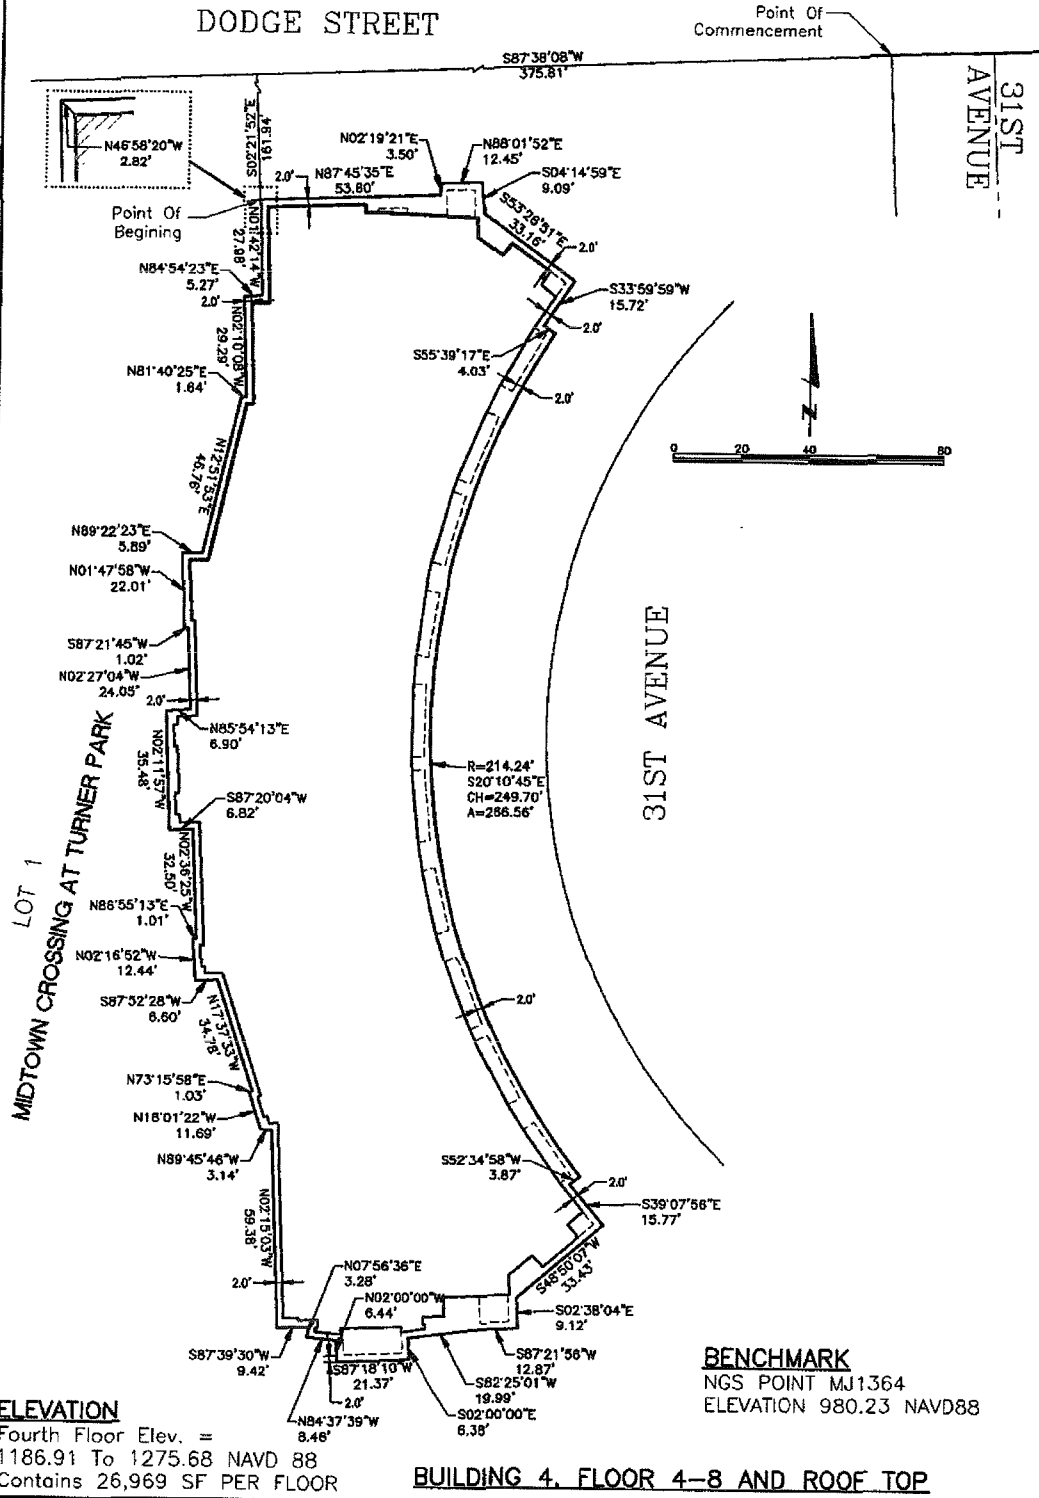 DODGE STREET
Point Of
Commencement
S87°38'08"W
375.81'
31ST
AVENUE
N46°58'20"W
2.82'
S02°21'52"E
161.94'
N02°19'21"E
3.50'
N88°01'52"E
12.45'
2.0'
N87°45'35"E
53.80'
S04°14'59"E
9.09'
Point Of
Begining
N01°42'14"W
27.98'
S53°26'51"E
33.16'
2.0'
N84°54'23"E
5.27'
2.0'
S33°59'59"W
15.72'
2.0'
N02°10'08"W
29.29'
S55°39'17"E
4.03'
N81°40'25"E
1.64'
2.0'
N
0 20 40 80
N12°51'53"E
46.76'
N89°22'23"E
5.89'
N01°47'58"W
22.01'
S87°21'45"W
1.02'
N02°27'04"W
24.05'
2.0'
N85°54'13"E
6.90'
31ST AVENUE
N02°11'57"W
35.48'
R=214.24'
S20°10'45"E
CH=249.70'
A=266.56'
S87°20'04"W
6.82'
LOT 1
MIDTOWN CROSSING AT TURNER PARK
N02°36'25"W
32.50'
N86°55'13"E
1.01'
N02°16'52"W
12.44'
S87°52'28"W
6.60'
2.0'
N17°37'33"W
34.78'
N73°15'58"E
1.03'
N16°01'22"W
11.69'
N89°45'46"W
3.14'
S52°34'58"W
3.87'
2.0'
S39°07'56"E
15.77'
N02°15'03"W
59.38'
S48°50'07"W
33.43'
N07°56'36"E
3.28'
2.0'
N02°00'00"W
6.44'
S02°38'04"E
9.12'
S87°39'30"W
9.42'
S87°18'10"W
21.37'
S87°21'56"W
12.87'
S82°25'01"W
19.99'
2.0'
S02°00'00"E
6.38'
N84°37'39"W
8.46'
BENCHMARK
NGS POINT MJ1364
ELEVATION 980.23 NAVD88
ELEVATION
Fourth Floor Elev. =
1186.91 To 1275.68 NAVD 88
Contains 26,969 SF PER FLOOR
BUILDING 4, FLOOR 4-8 AND ROOF TOP